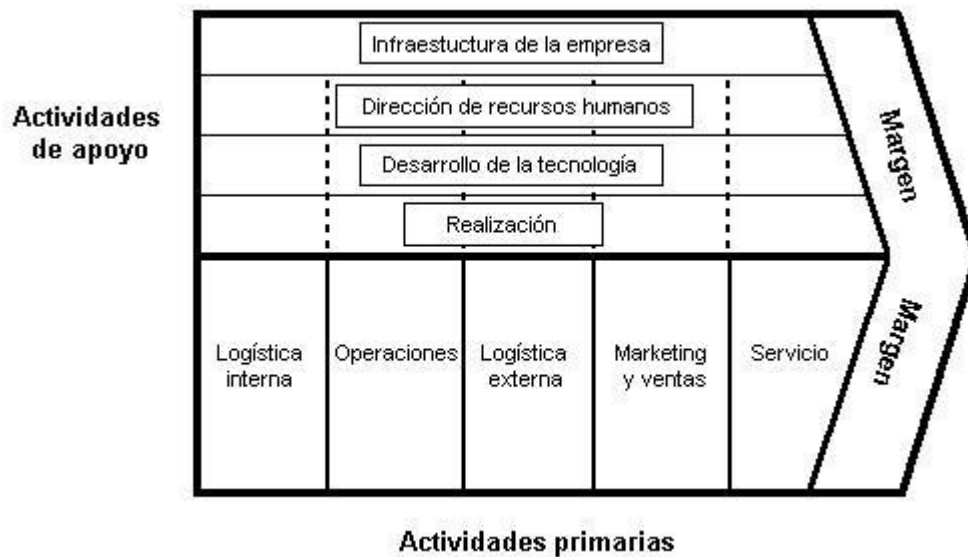 Infraestuctura de la empresa
Dirección de recursos humanos
Actividades
de apoyo
Desarrollo de la tecnología
Realización
Margen
Margen
Logística
interna
Operaciones
Logística
externa
Marketing
y ventas
Servicio
Actividades primarias